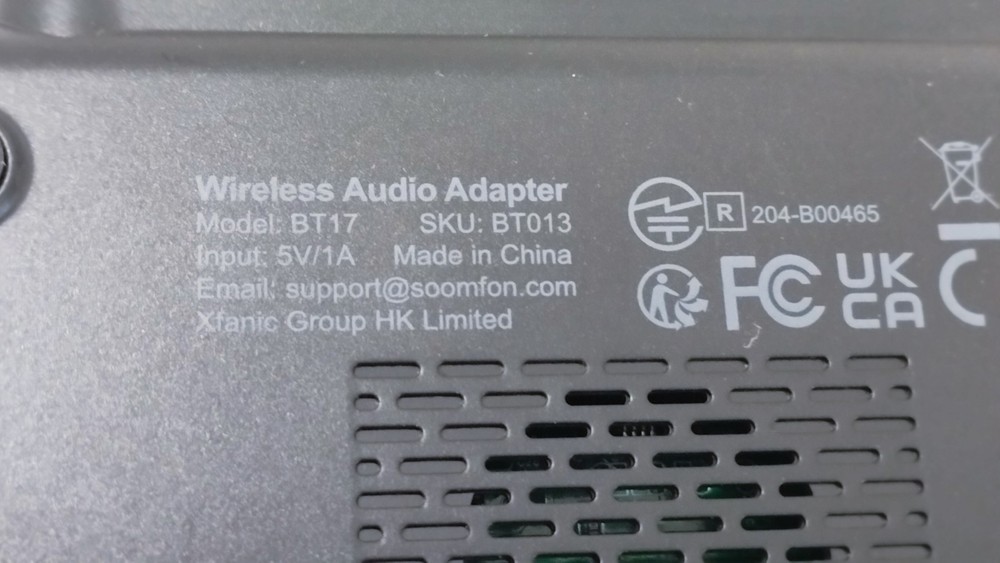 Wireless Audio Adapter
Model: BT17 SKU: BT013
Input: 5V/1A Made in China
Email: support@soomfon.com
Xfanic Group HK Limited
R 204-B00465
FC UK
CA